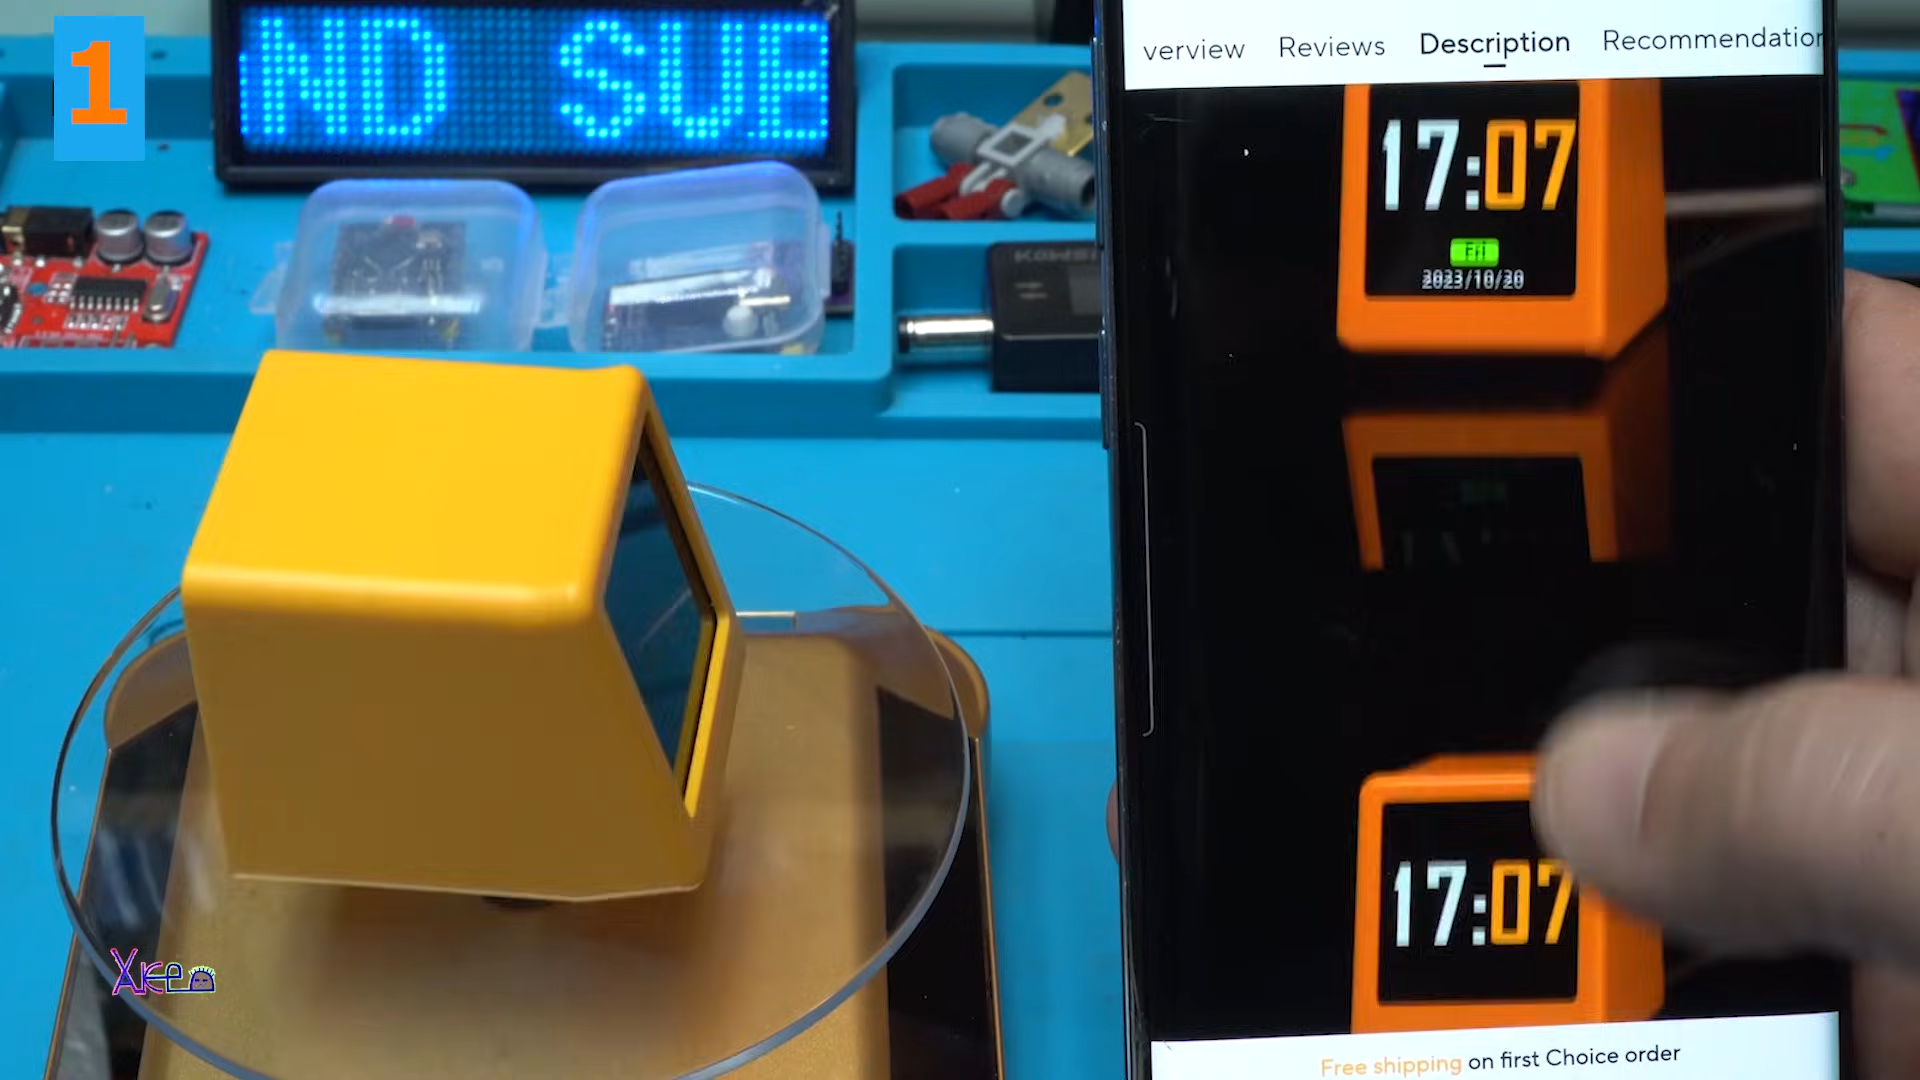 1
ND SUE
verview Reviews Description Recommendation
17:07
Fri
2023/10/20
17:07
Free shipping on first Choice order